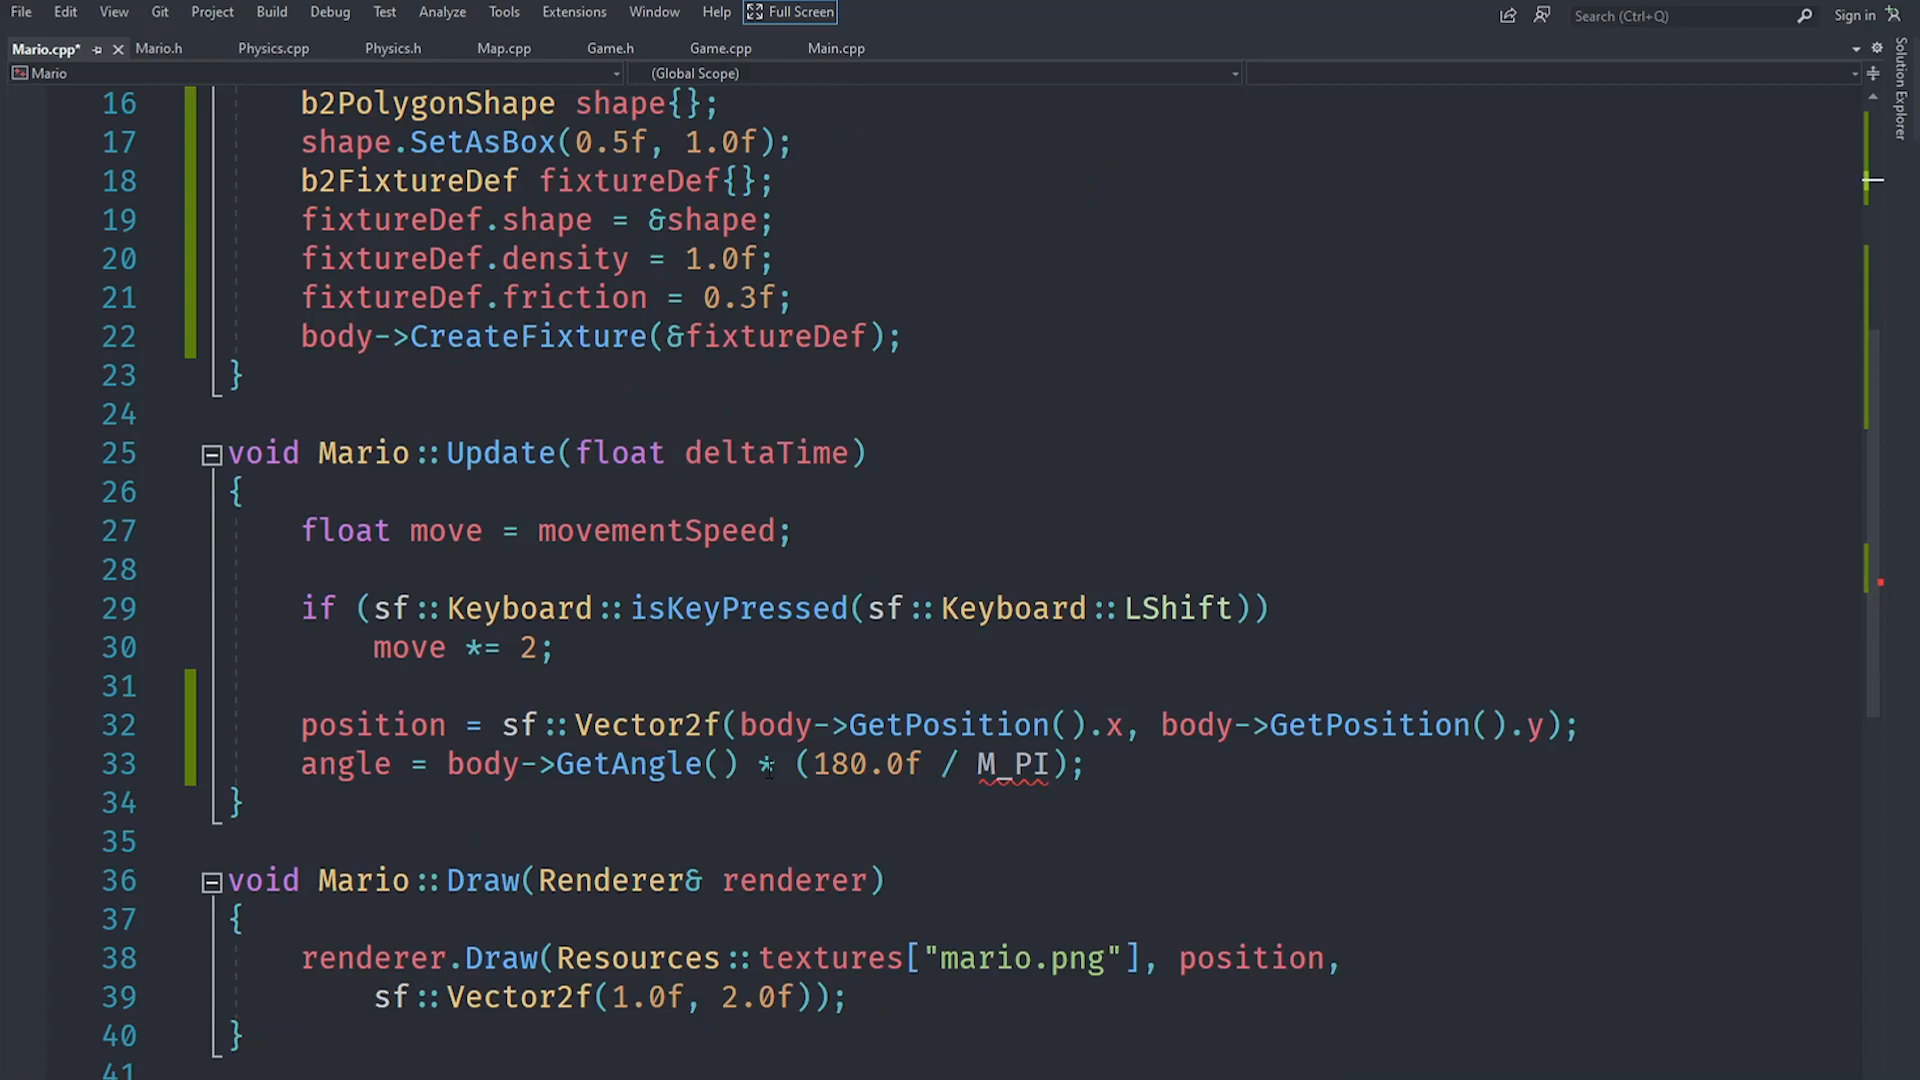 File Edit View Git Project Build Debug Test Analyze Tools Extensions Window Help Full Screen Search (Ctrl+Q) Sign in
Mario.cpp* Mario.h Physics.cpp Physics.h Map.cpp Game.h Game.cpp Main.cpp
Mario (Global Scope)
Solution Explorer
16 b2PolygonShape shape{};
17 shape.SetAsBox(0.5f, 1.0f);
18 b2FixtureDef fixtureDef{};
19 fixtureDef.shape = &shape;
20 fixtureDef.density = 1.0f;
21 fixtureDef.friction = 0.3f;
22 body->CreateFixture(&fixtureDef);
23 }
24
25 void Mario::Update(float deltaTime)
26 {
27 float move = movementSpeed;
28
29 if (sf::Keyboard::isKeyPressed(sf::Keyboard::LShift))
30 move *= 2;
31
32 position = sf::Vector2f(body->GetPosition().x, body->GetPosition().y);
33 angle = body->GetAngle() * (180.0f / M_PI);
34 }
35
36 void Mario::Draw(Renderer& renderer)
37 {
38 renderer.Draw(Resources::textures["mario.png"], position,
39 sf::Vector2f(1.0f, 2.0f));
40 }
41